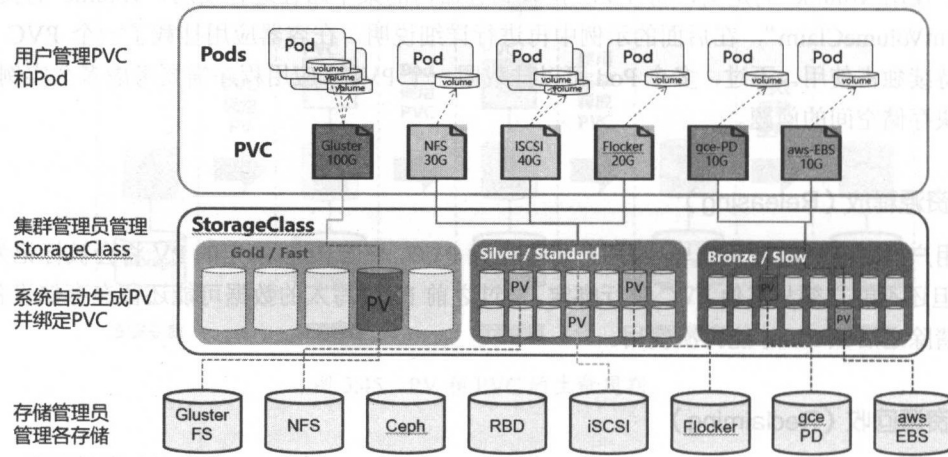 用户管理PVC
和Pod
Pods
Pod
volume
volume
volume
Pod
volume
Pod
volume
volume
Pod
volume
Pod
volume
Pod
volume
PVC
Gluster
100G
NFS
30G
iSCSI
40G
Flocker
20G
gce-PD
10G
aws-EBS
10G
集群管理员管理
StorageClass
系统自动生成PV
并绑定PVC
StorageClass
Gold / Fast
PV
Silver / Standard
PV
PV
PV
Bronze / Slow
PV
PV
存储管理员
管理各存储
Gluster
FS
NFS
Ceph
RBD
iSCSI
Flocker
gce
PD
aws
EBS